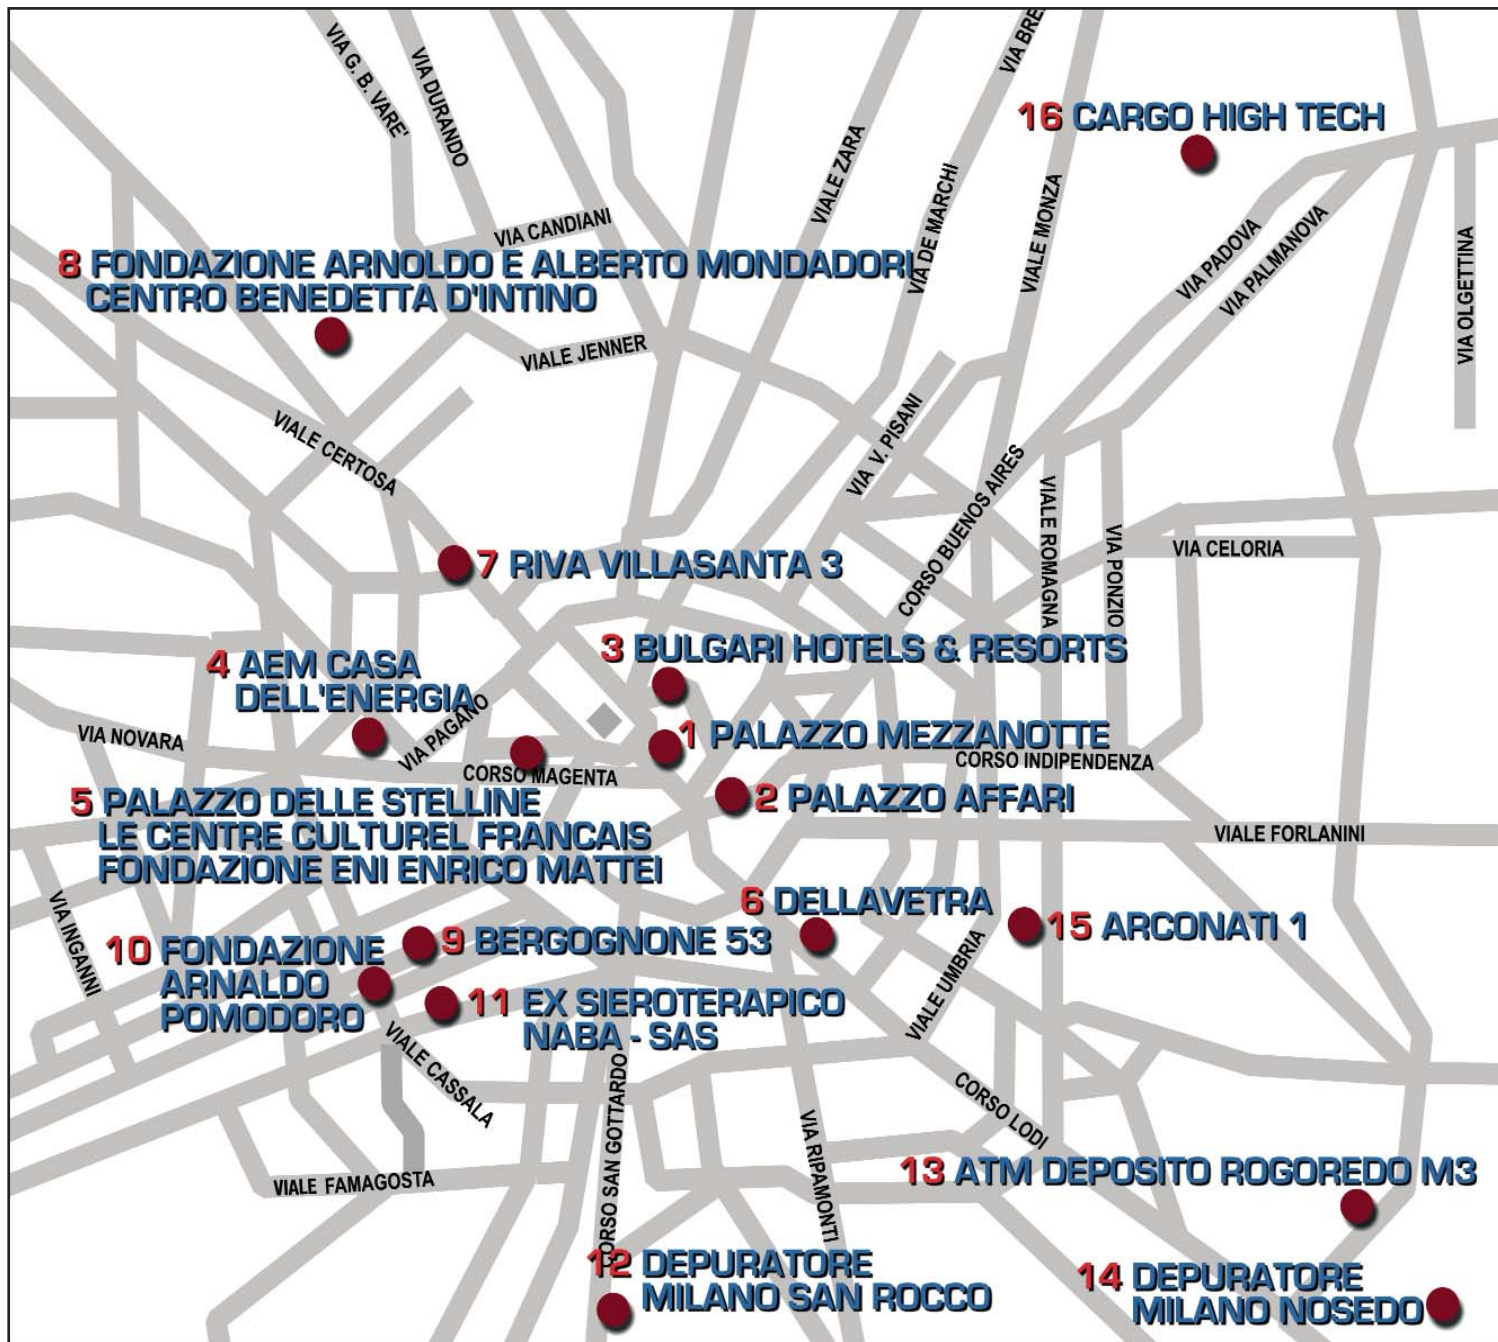 VIA G. B. VARE'
VIA DURANDO
VIA BRE
16 CARGO HIGH TECH
VIALE ZARA
VIA DE MARCHI
VIALE MONZA
VIA CANDIANI
VIA PADOVA
VIA PALMANOVA
VIA OLGETTINA
8 FONDAZIONE ARNOLDO E ALBERTO MONDADORI
CENTRO BENEDETTA D'INTINO
VIALE JENNER
VIALE CERTOSA
VIA V. PISANI
CORSO BUENOS AIRES
VIALE ROMAGNA
VIA PONZIO
VIA CELORIA
7 RIVA VILLASANTA 3
3 BULGARI HOTELS & RESORTS
4 AEM CASA
DELL'ENERGIA
VIA PAGANO
VIA NOVARA
1 PALAZZO MEZZANOTTE
CORSO INDIPENDENZA
CORSO MAGENTA
2 PALAZZO AFFARI
5 PALAZZO DELLE STELLINE
LE CENTRE CULTUREL FRANCAIS
FONDAZIONE ENI ENRICO MATTEI
VIALE FORLANINI
6 DELLAVETRA
15 ARCONATI 1
VIA INGANNI
9 BERGOGNONE 53
10 FONDAZIONE
ARNALDO
POMODORO
VIALE UMBRIA
11 EX SIEROTERAPICO
NABA - SAS
VIALE CASSALA
CORSO SAN GOTTARDO
CORSO LODI
VIA RIPAMONTI
VIALE FAMAGOSTA
13 ATM DEPOSITO ROGOREDO M3
12 DEPURATORE
MILANO SAN ROCCO
14 DEPURATORE
MILANO NOSEDO